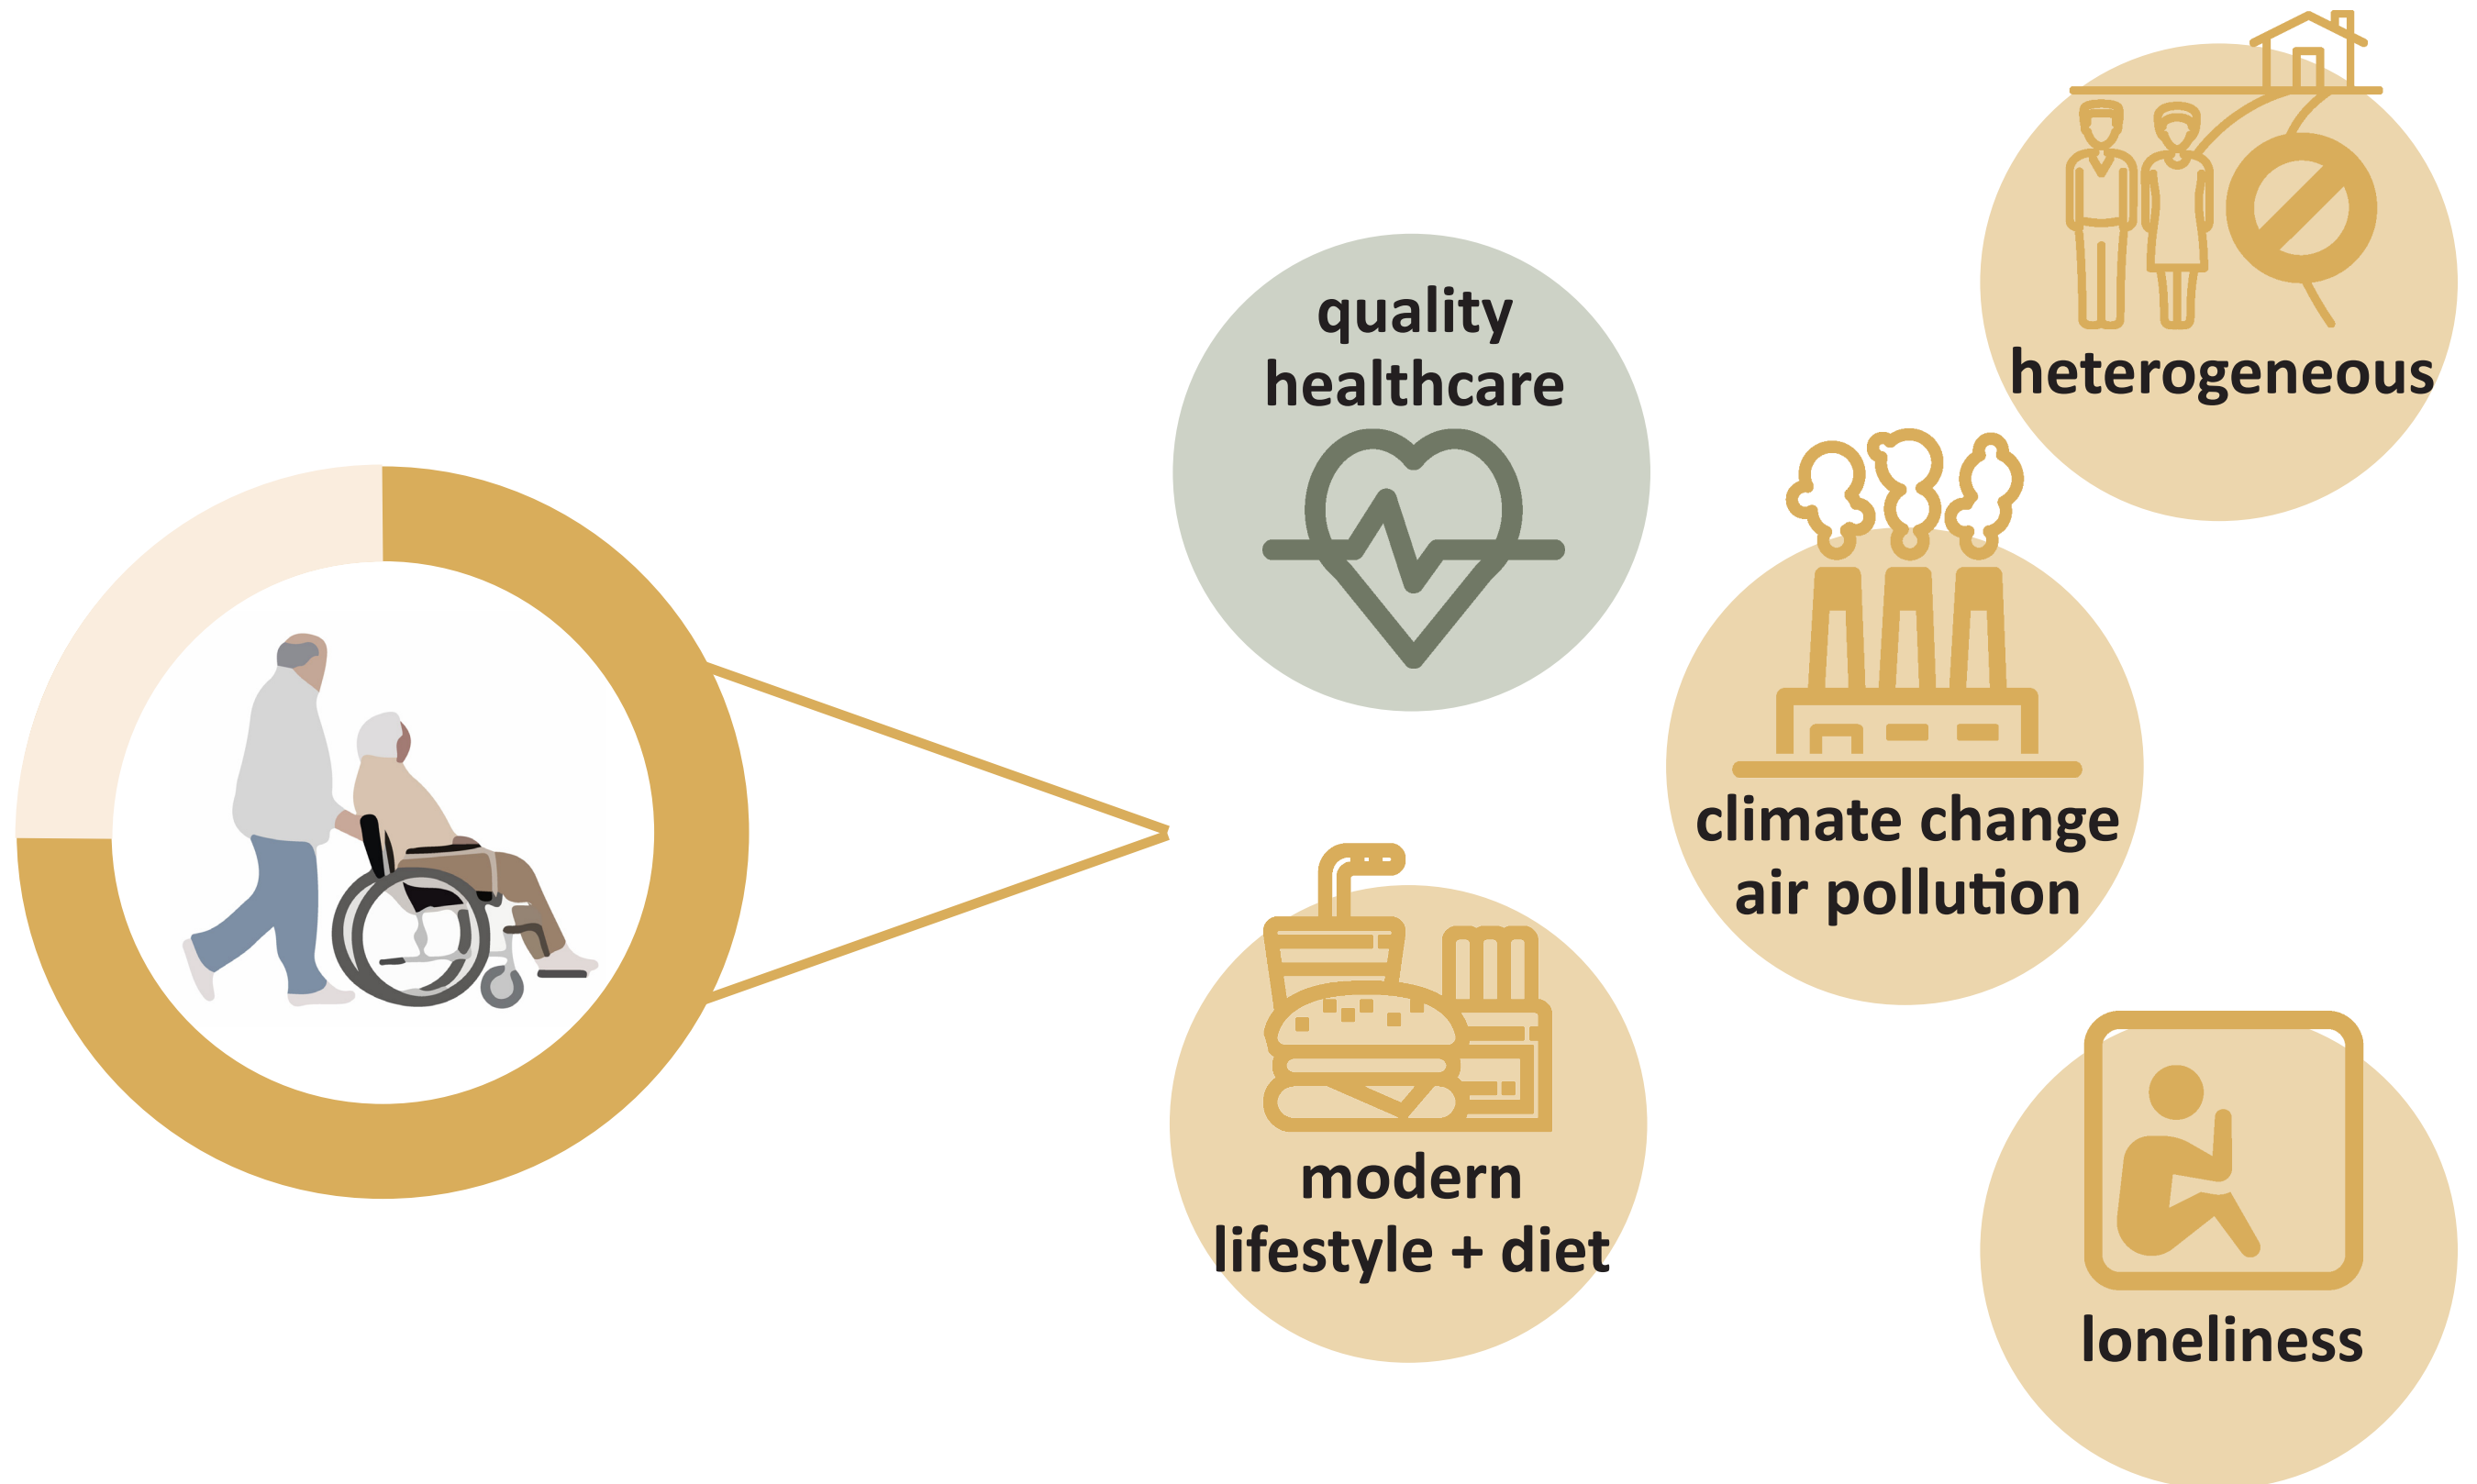 quality
healthcare
heterogeneous
climate change
air pollution
modern
lifestyle + diet
loneliness